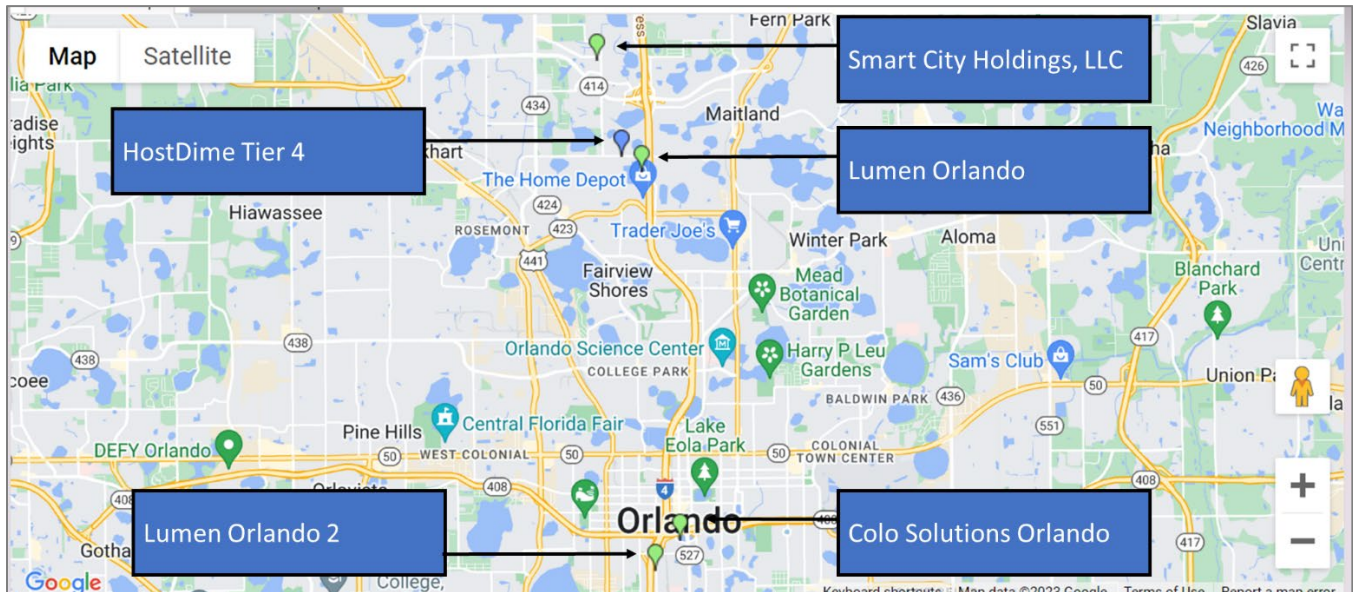 Map
Satellite
Fern Park
Slavia
Smart City Holdings, LLC
426
414
434
Maitland
HostDime Tier 4
Neighborhood
The Home Depot
Lumen Orlando
424
Hiawassee
ROSEMONT
423
Trader Joe's
Winter Park
Aloma
441
Fairview
Shores
Mead
Botanical
Garden
Blanchard
Park
438
438
Orlando Science Center
COLLEGE PARK
Harry P Leu
Gardens
Sam's Club
417
50
Union
BALDWIN PARK
436
Pine Hills
Central Florida Fair
Lake
Eola Park
551
DEFY Orlando
50
WEST COLONIAL
50
50
COLONIAL
TOWN CENTER
408
408
408
4
+
Lumen Orlando 2
Orlando
527
Colo Solutions Orlando
417
−
Google
College,
Keyboard shortcuts
Map data ©2023 Google
Terms of Use
Report a map error